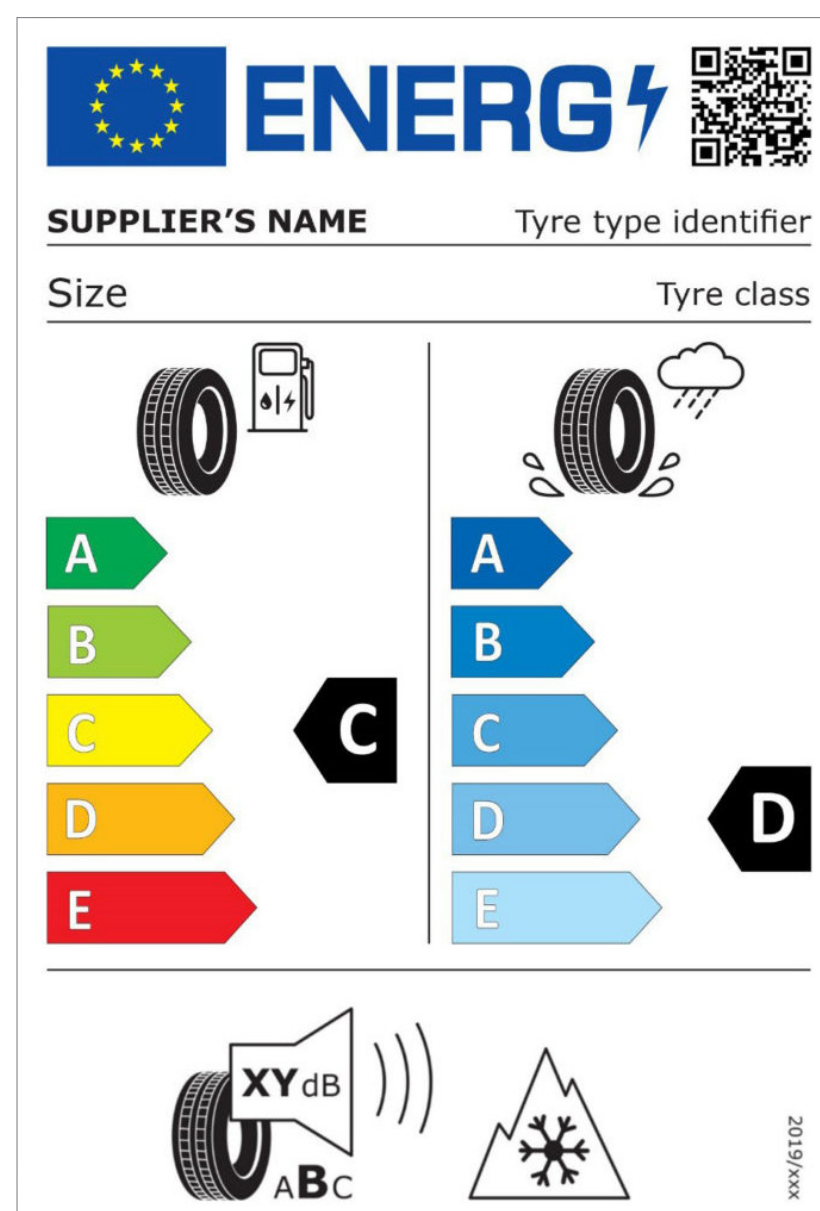 ENERG
SUPPLIER'S NAME Tyre type identifier
Size Tyre class
A A
B B
C C C
D D D
E E
XYdB
ABC
2019/xxx